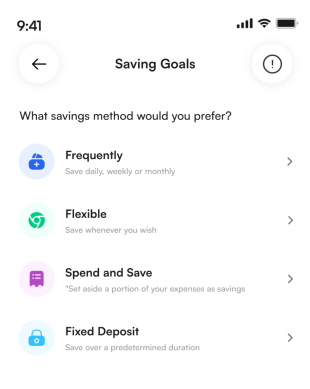 9:41
Saving Goals
What savings method would you prefer?
Frequently
Save daily, weekly or monthly
Flexible
Save whenever you wish
Spend and Save
*Set aside a portion of your expenses as savings
Fixed Deposit
Save over a predetermined duration